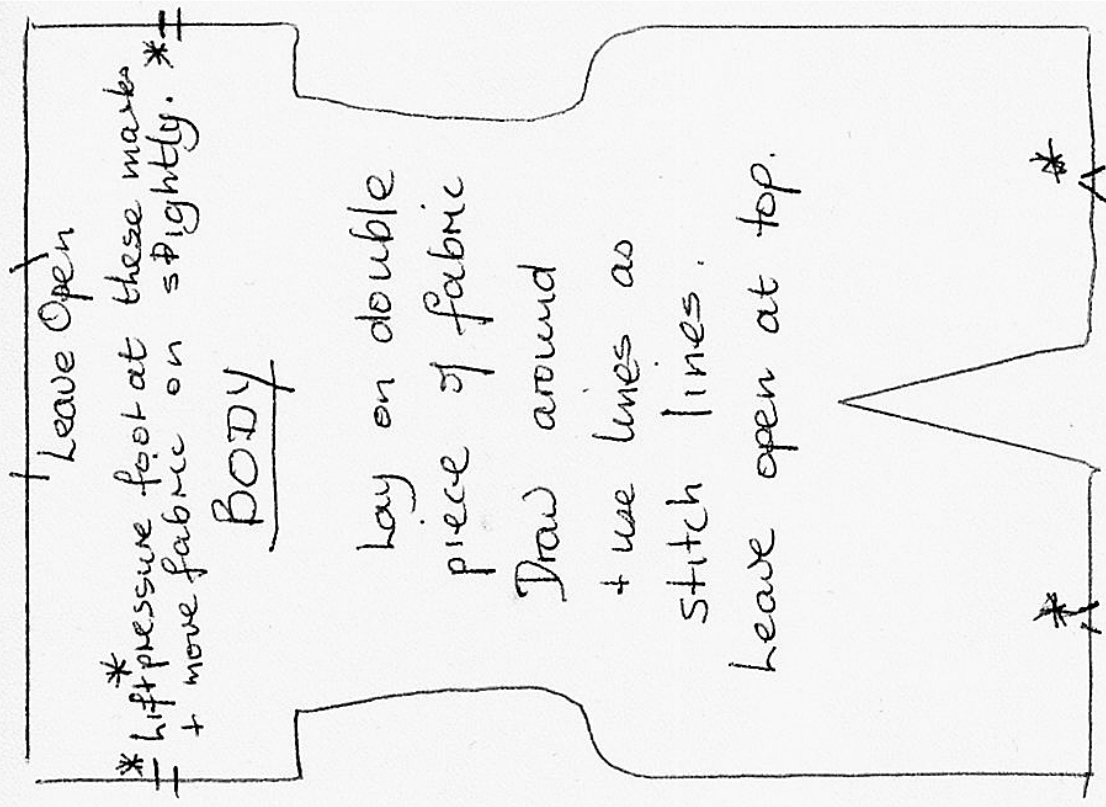 Leave Open
* Lift pressure foot at these marks
+ move fabric on slightly. *
BODY
Lay on double
piece of fabric
Draw around
+ use lines as
stitch lines.
Leave open at top.